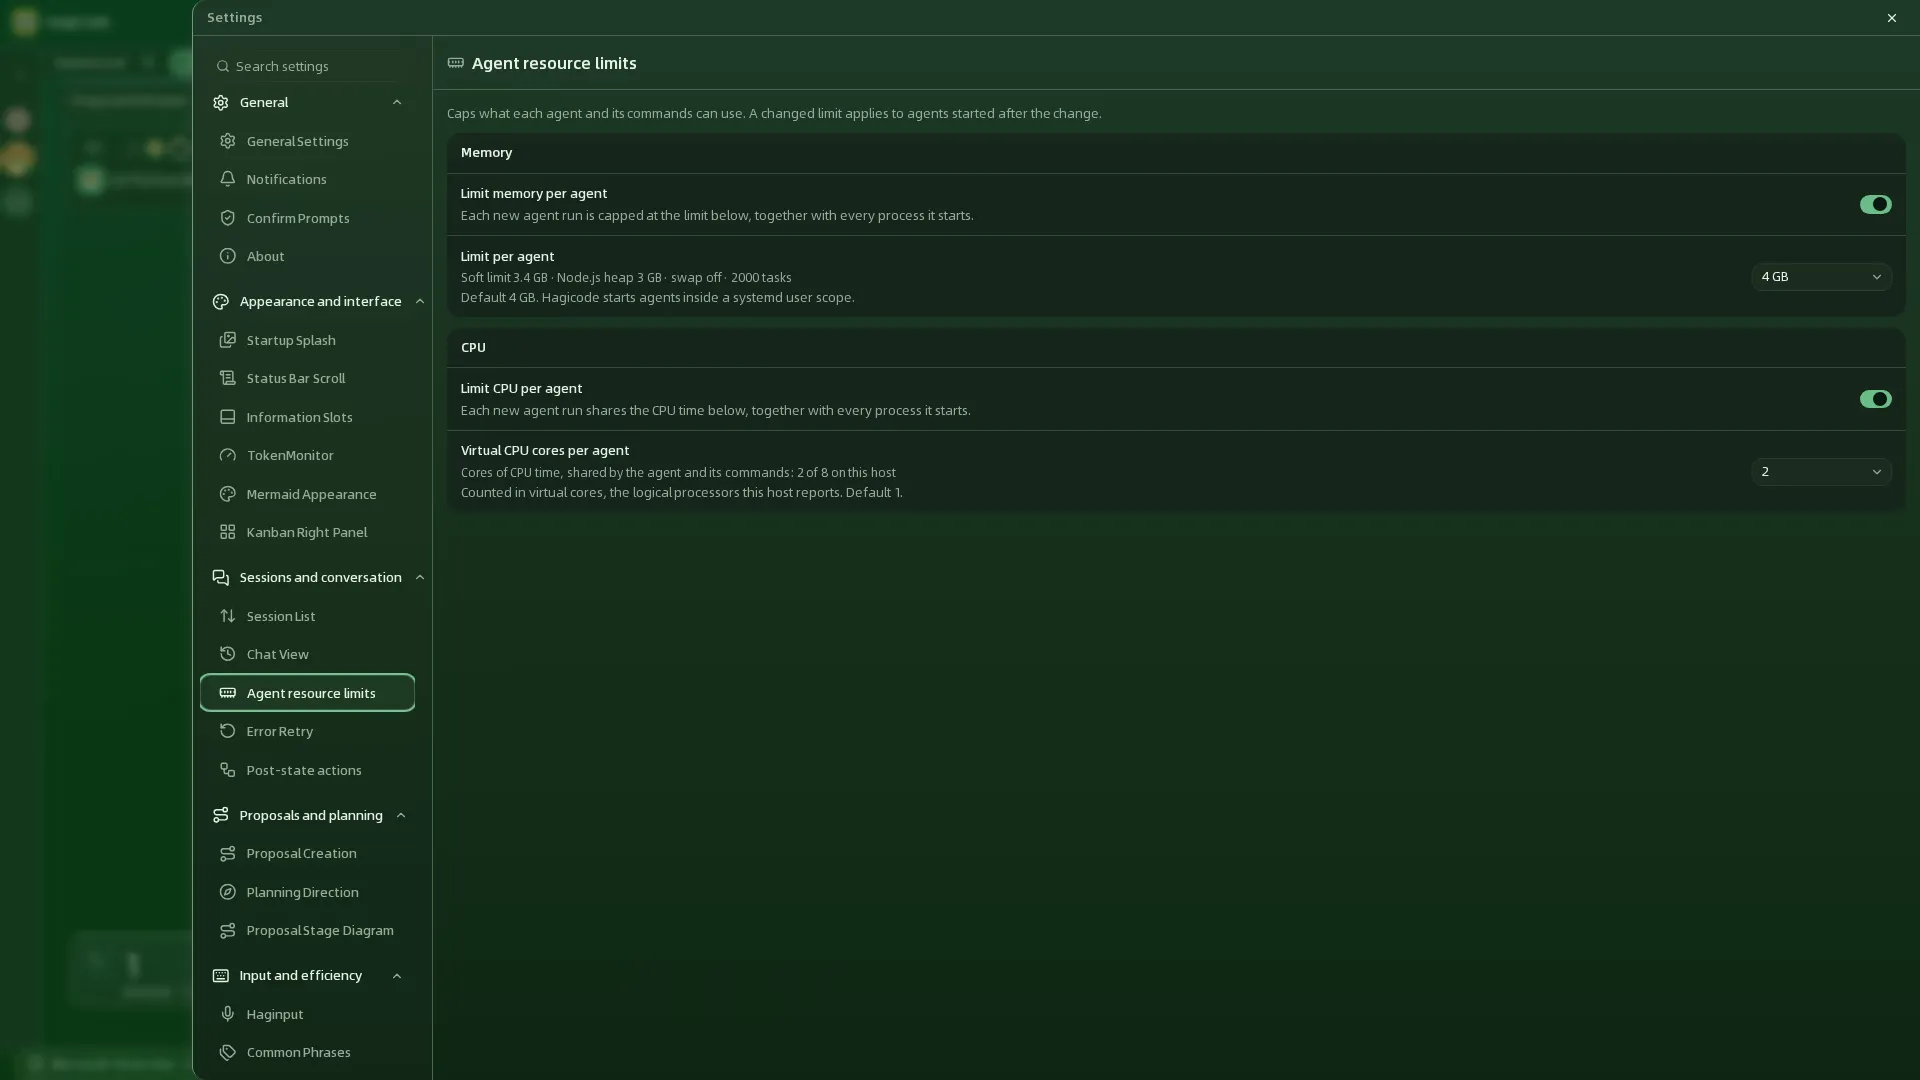 Settings
Search settings
General
General Settings
Notifications
Confirm Prompts
About
Appearance and interface
Startup Splash
Status Bar Scroll
Information Slots
TokenMonitor
Mermaid Appearance
Kanban Right Panel
Sessions and conversation
Session List
Chat View
Agent resource limits
Error Retry
Post-state actions
Proposals and planning
Proposal Creation
Planning Direction
Proposal Stage Diagram
Input and efficiency
Haginput
Common Phrases
Agent resource limits
Caps what each agent and its commands can use. A changed limit applies to agents started after the change.
Memory
Limit memory per agent
Each new agent run is capped at the limit below, together with every process it starts.
Limit per agent
Soft limit 3.4 GB · Node.js heap 3 GB · swap off · 2000 tasks
Default 4 GB. Hagicode starts agents inside a systemd user scope.
4 GB
CPU
Limit CPU per agent
Each new agent run shares the CPU time below, together with every process it starts.
Virtual CPU cores per agent
Cores of CPU time, shared by the agent and its commands: 2 of 8 on this host
Counted in virtual cores, the logical processors this host reports. Default 1.
2